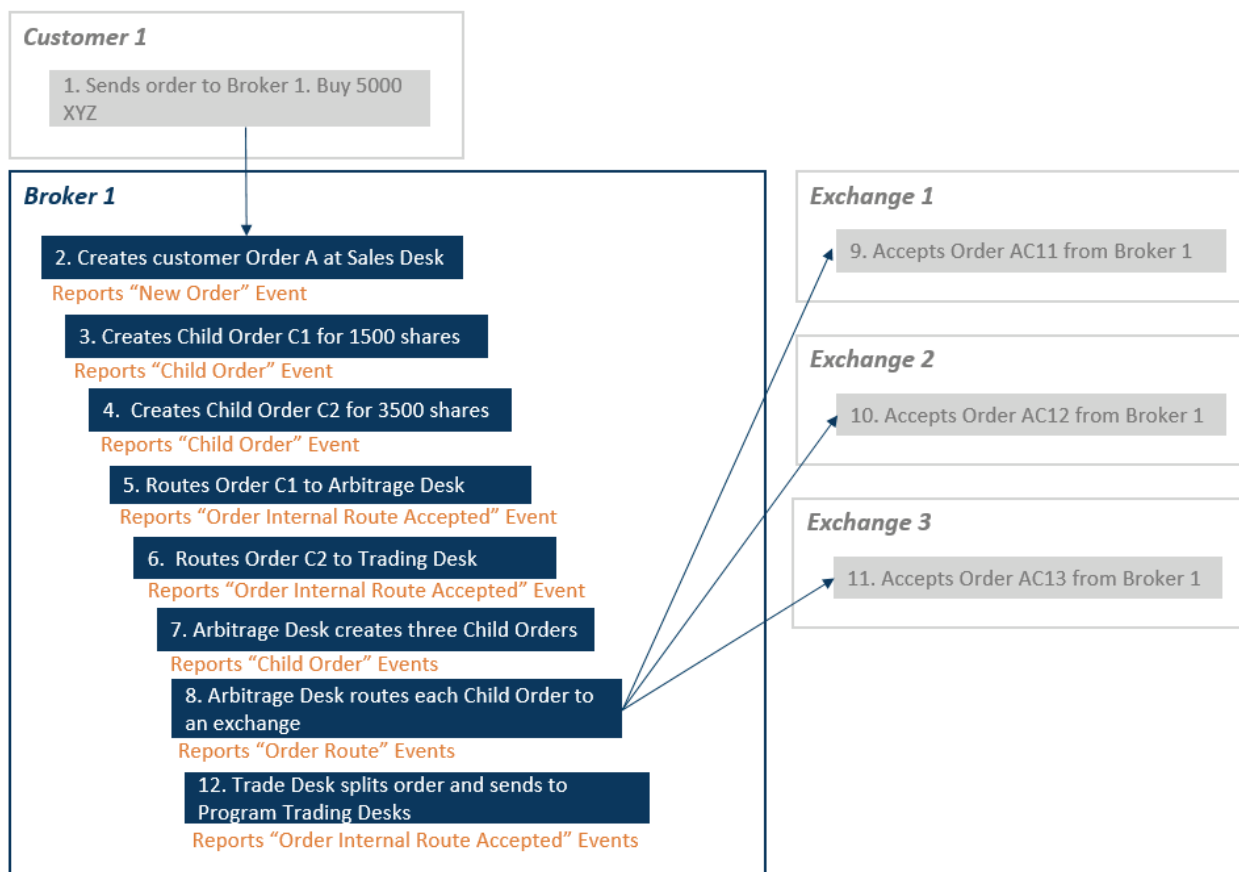 Customer 1
1. Sends order to Broker 1. Buy 5000
XYZ
Broker 1
2. Creates customer Order A at Sales Desk
Reports “New Order” Event
3. Creates Child Order C1 for 1500 shares
Reports “Child Order” Event
4. Creates Child Order C2 for 3500 shares
Reports “Child Order” Event
5. Routes Order C1 to Arbitrage Desk
Reports “Order Internal Route Accepted” Event
6. Routes Order C2 to Trading Desk
Reports “Order Internal Route Accepted” Event
7. Arbitrage Desk creates three Child Orders
Reports “Child Order” Events
8. Arbitrage Desk routes each Child Order to
an exchange
Reports “Order Route” Events
12. Trade Desk splits order and sends to
Program Trading Desks
Reports “Order Internal Route Accepted” Events
Exchange 1
9. Accepts Order AC11 from Broker 1
Exchange 2
10. Accepts Order AC12 from Broker 1
Exchange 3
11. Accepts Order AC13 from Broker 1